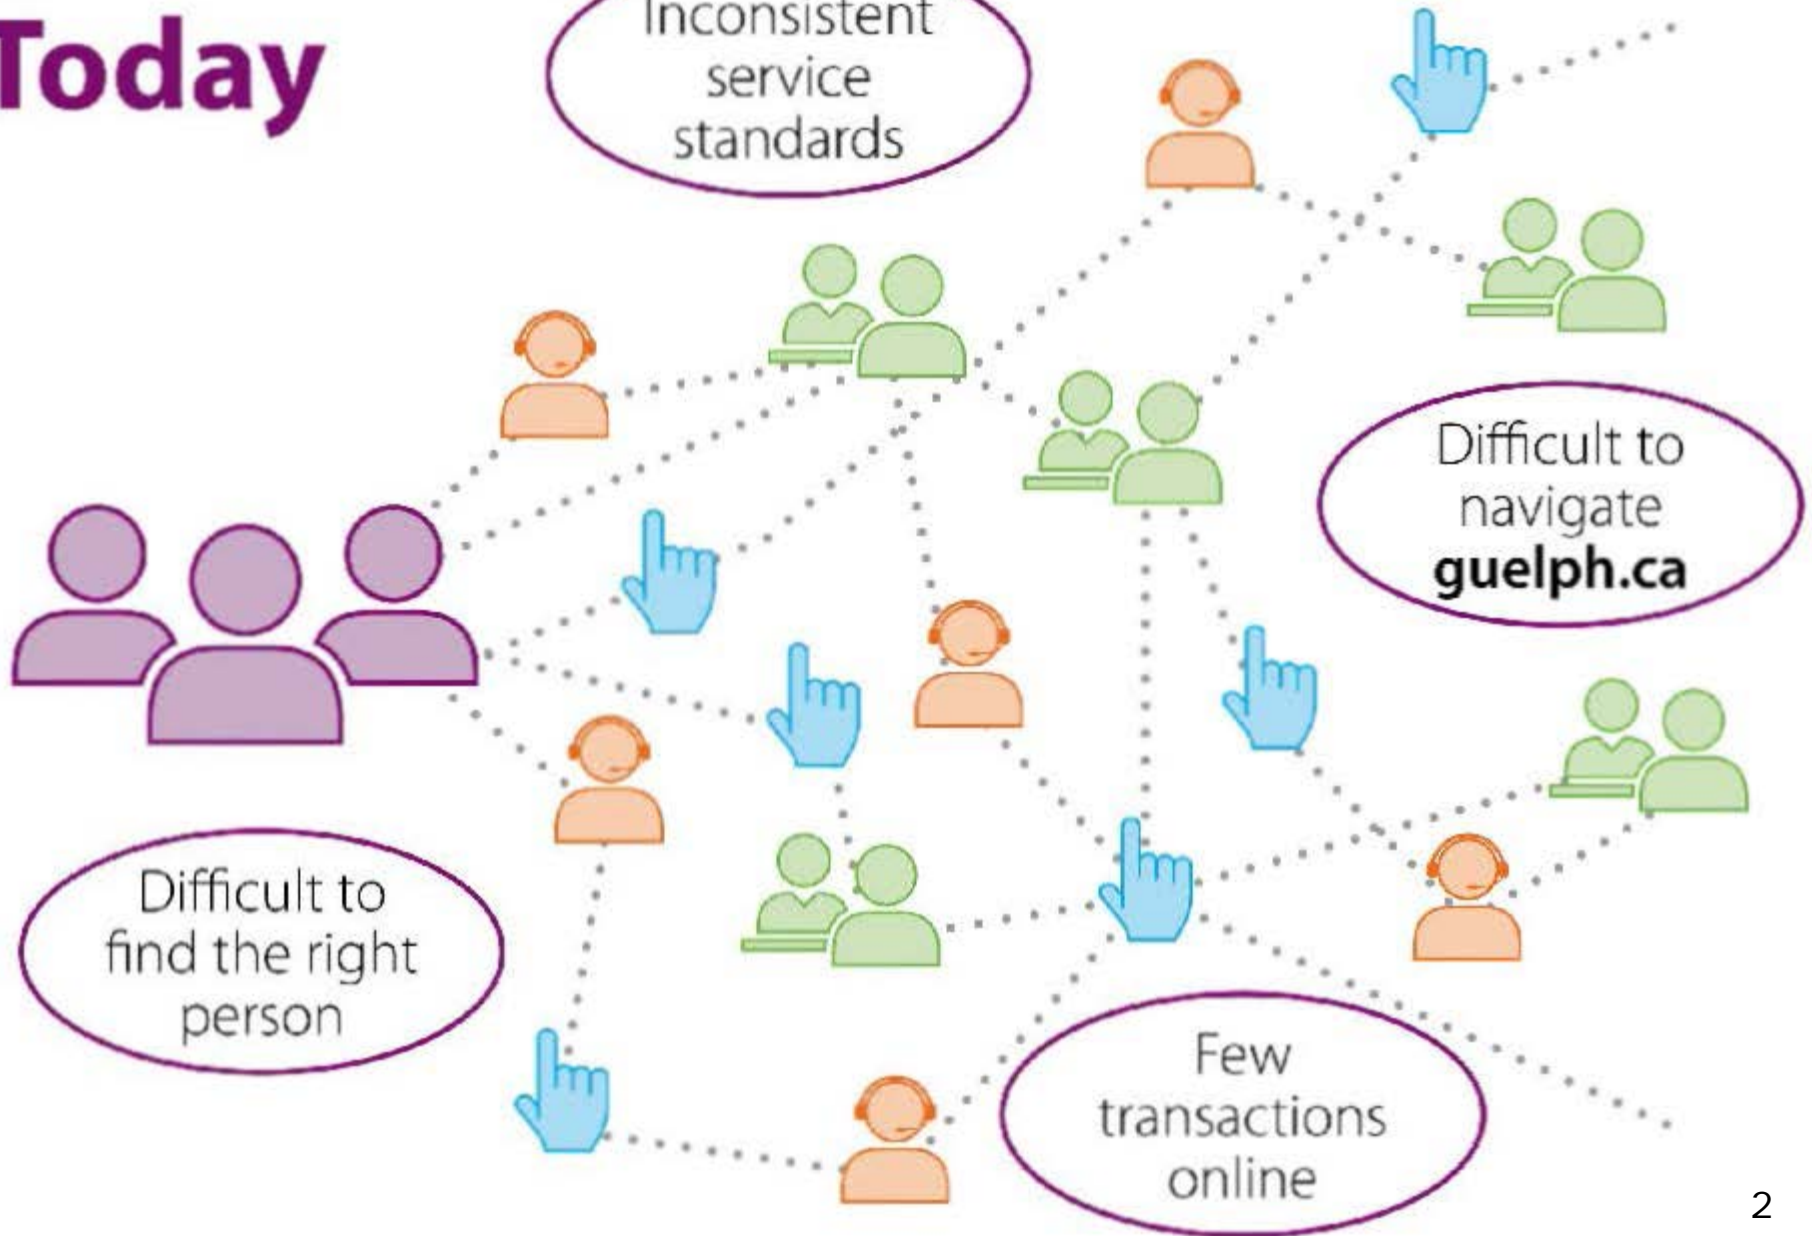 Today
Inconsistent
service
standards
Difficult to
navigate
guelph.ca
Difficult to
find the right
person
Few
transactions
online
2